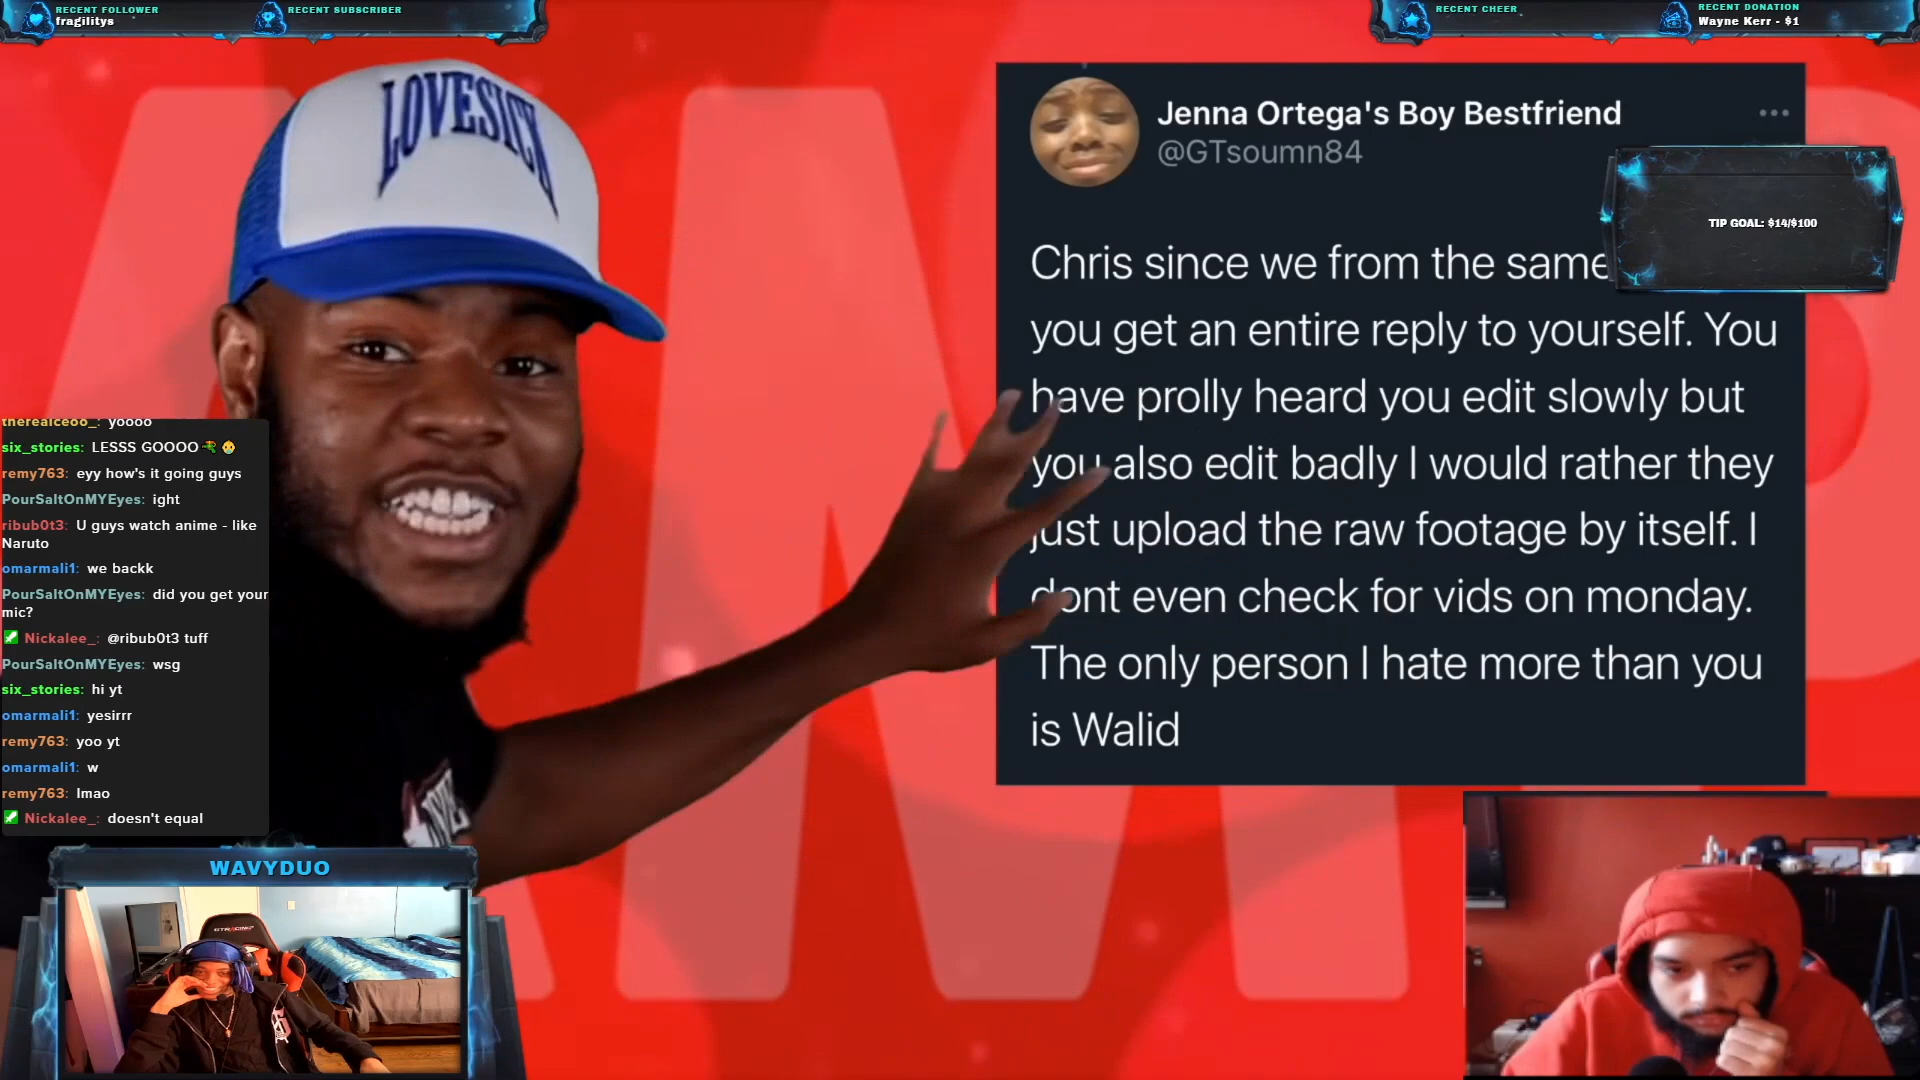 RECENT FOLLOWER
fragilitys
RECENT SUBSCRIBER
RECENT CHEER
RECENT DONATION
Wayne Kerr - $1
LOVESICK
Jenna Ortega's Boy Bestfriend
@GTsoumn84
TIP GOAL: $14/$100
Chris since we from the same
you get an entire reply to yourself. You
have prolly heard you edit slowly but
you also edit badly I would rather they
just upload the raw footage by itself. I
dont even check for vids on monday.
The only person I hate more than you
is Walid
therealceoo_: yoooo
six_stories: LESSS GOOOO
remy763: eyy how's it going guys
PourSaltOnMYEyes: ight
ribub0t3: U guys watch anime - like
Naruto
omarmali1: we backk
PourSaltOnMYEyes: did you get your
mic?
Nickalee_: @ribub0t3 tuff
PourSaltOnMYEyes: wsg
six_stories: hi yt
omarmali1: yesirrr
remy763: yoo yt
omarmali1: w
remy763: lmao
Nickalee_: doesn't equal
WAVYDUO
GTRACING